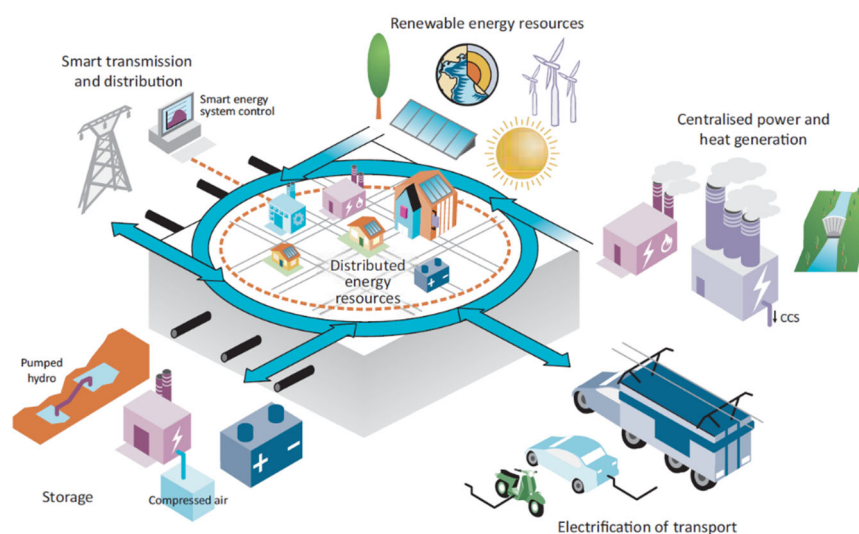 Renewable energy resources
Smart transmission
and distribution
Smart energy
system control
Centralised power and
heat generation
Distributed
energy
resources
CCS
Pumped
hydro
Compressed air
Storage
Electrification of transport